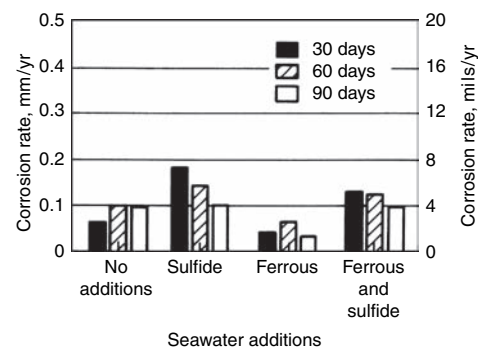 0.5
0.4
0.3
0.2
0.1
0
Corrosion rate, mm/yr
20
16
12
8
4
0
Corrosion rate, mils/yr
30 days
60 days
90 days
No
additions
Sulfide
Ferrous
Ferrous
and
sulfide
Seawater additions